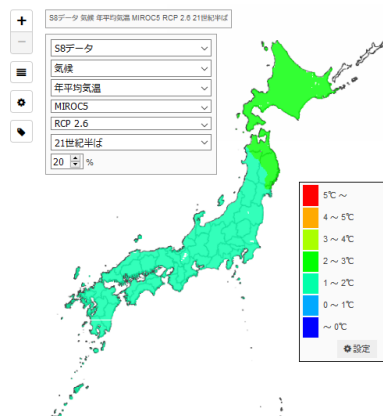 +
S8データ 気候 年平均気温 MIROC5 RCP 2.6 21世紀半ば
−
S8データ
気候
年平均気温
MIROC5
RCP 2.6
21世紀半ば
20 %
5℃ ～
4 ～ 5℃
3 ～ 4℃
2 ～ 3℃
1 ～ 2℃
0 ～ 1℃
～ 0℃
設定